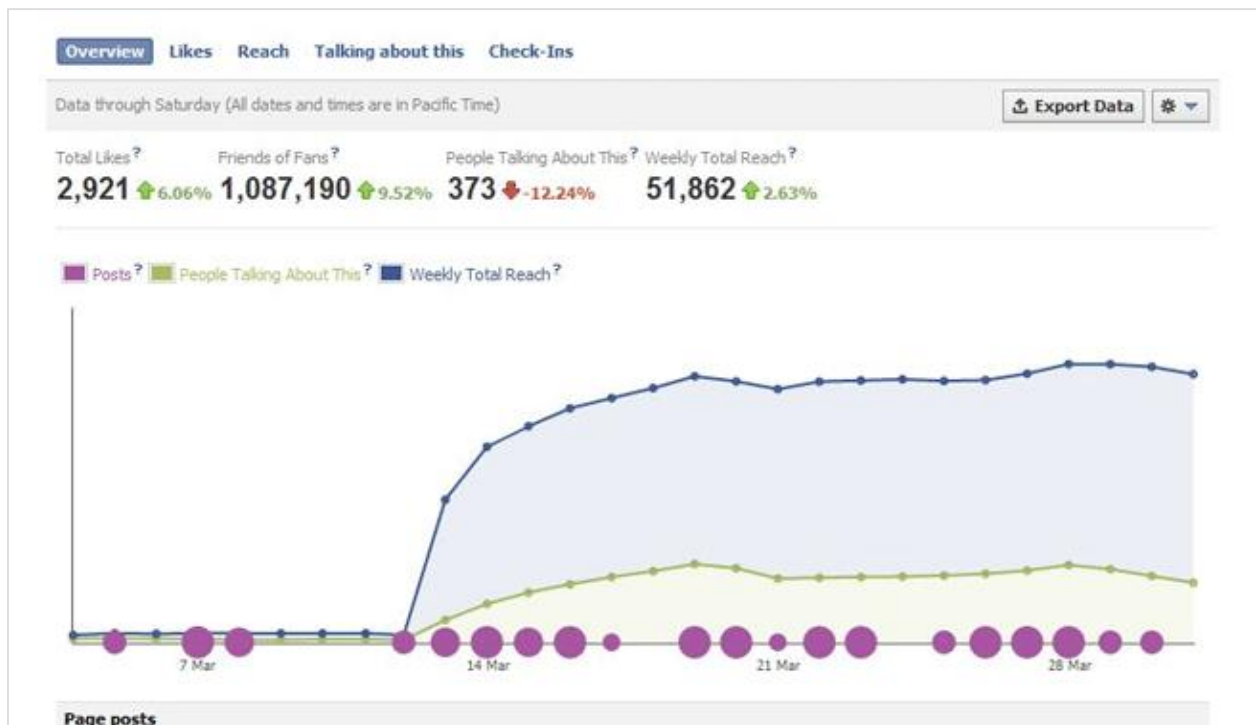 Overview Likes Reach Talking about this Check-Ins
Data through Saturday (All dates and times are in Pacific Time) Export Data
Total Likes? Friends of Fans? People Talking About This? Weekly Total Reach?
2,921 6.06% 1,087,190 9.52% 373 -12.24% 51,862 2.63%
Posts? People Talking About This? Weekly Total Reach?
7 Mar 14 Mar 21 Mar 28 Mar
Page posts